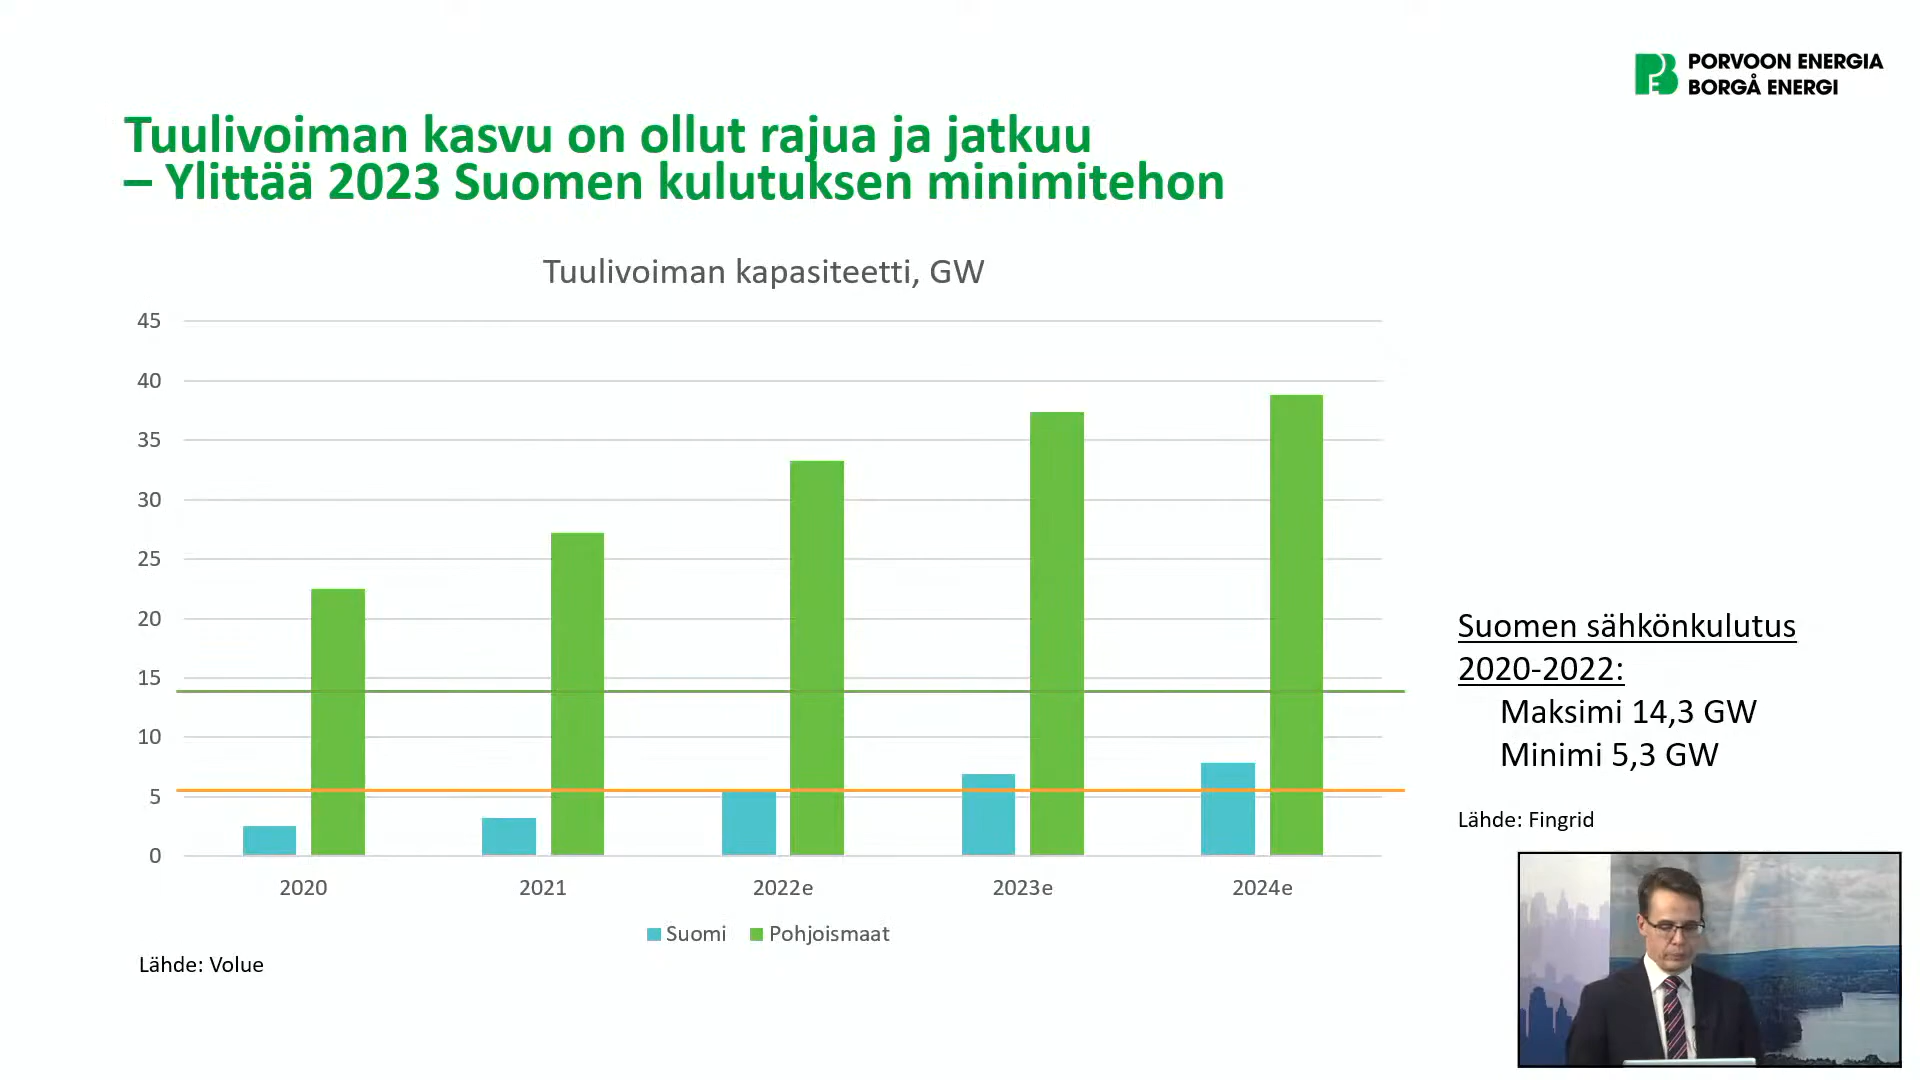 PORVOON ENERGIA
BORGÅ ENERGI
Tuulivoiman kasvu on ollut rajua ja jatkuu
– Ylittää 2023 Suomen kulutuksen minimitehon
Tuulivoiman kapasiteetti, GW
45
40
35
30
25
20
15
10
5
0
2020 2021 2022e 2023e 2024e
Suomi Pohjoismaat
Lähde: Volue
Suomen sähkönkulutus
2020-2022:
Maksimi 14,3 GW
Minimi 5,3 GW
Lähde: Fingrid